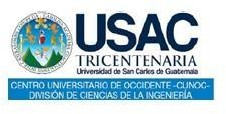 USAC
TRICENTENARIA
Universidad de San Carlos de Guatemala
CENTRO UNIVERSITARIO DE OCCIDENTE -CUNOC-
DIVISIÓN DE CIENCIAS DE LA INGENIERÍA